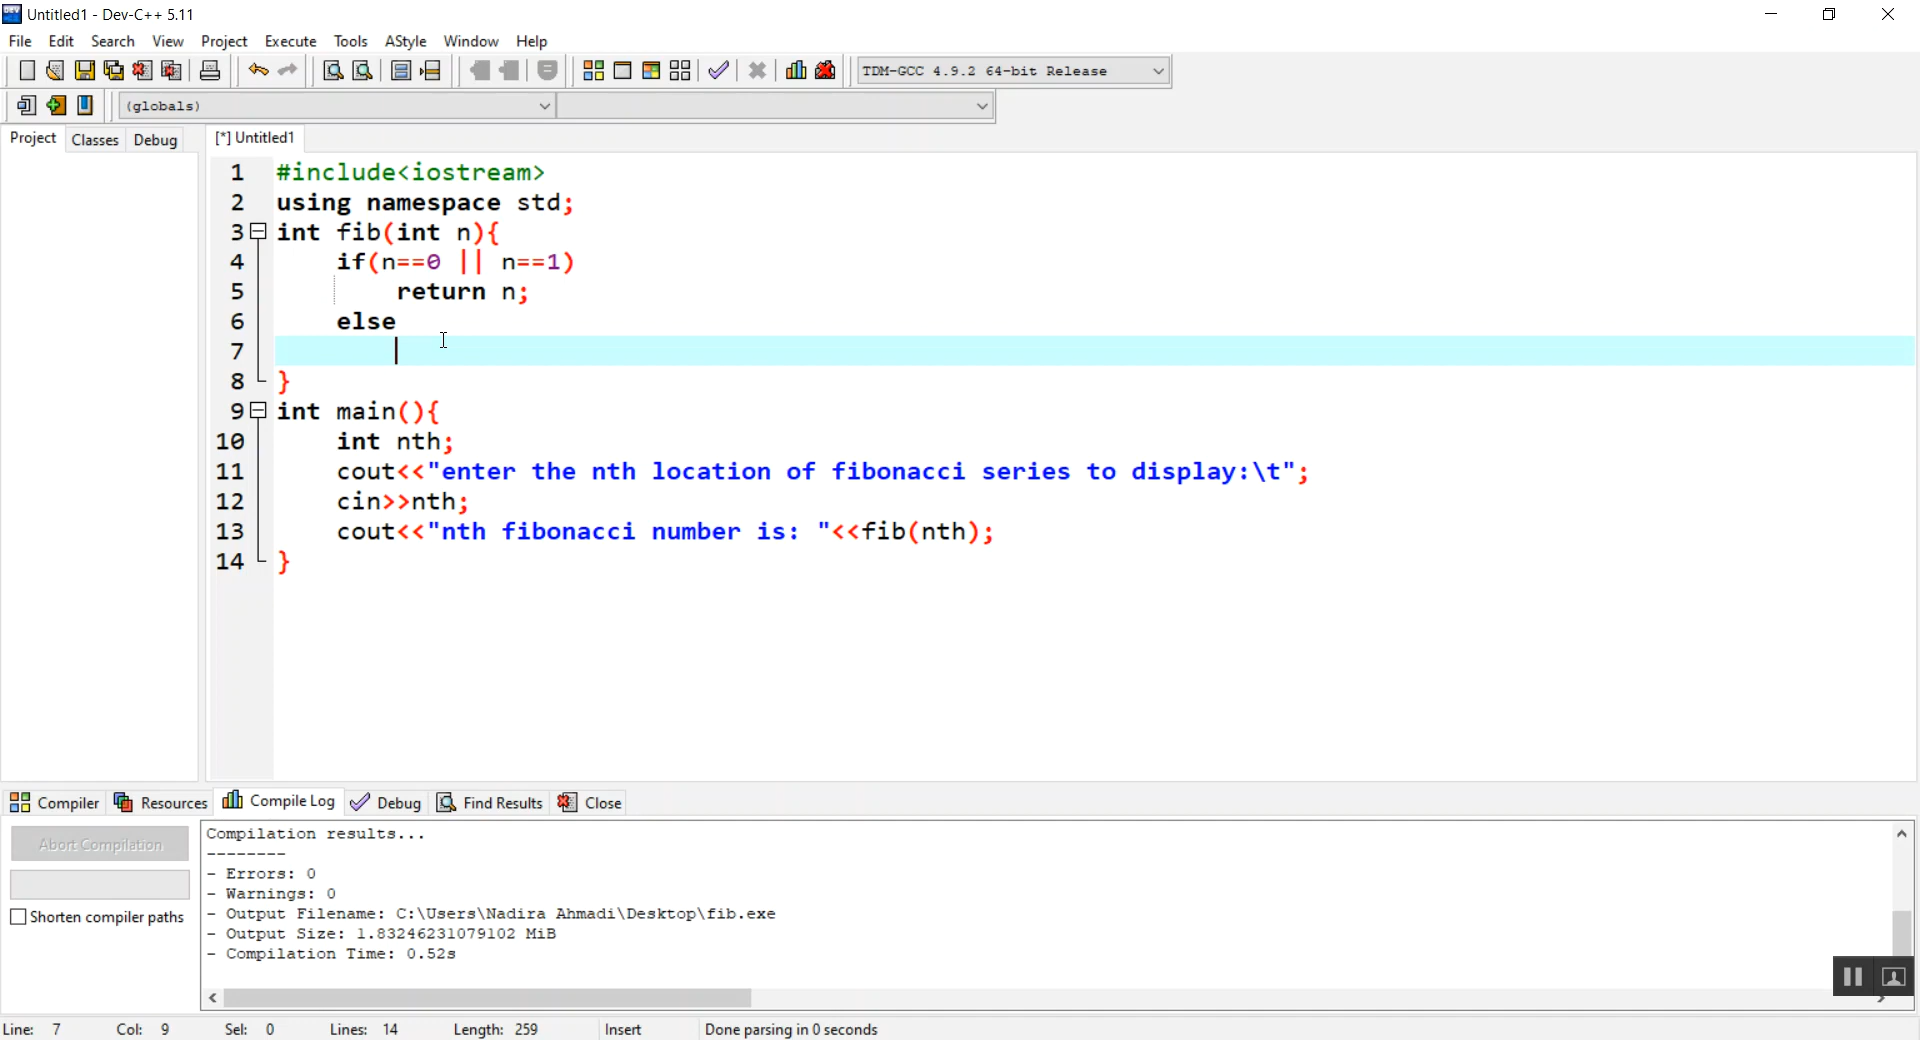 Untitled1 - Dev-C++ 5.11
File Edit Search View Project Execute Tools AStyle Window Help
TDM-GCC 4.9.2 64-bit Release
(globals)
Project Classes Debug [*] Untitled1
1 #include<iostream>
2 using namespace std;
3 int fib(int n){
4 if(n==0 || n==1)
5 return n;
6 else
7
8 }
9 int main(){
10 int nth;
11 cout<<"enter the nth location of fibonacci series to display:\t";
12 cin>>nth;
13 cout<<"nth fibonacci number is: "<<fib(nth);
14 }
Compiler Resources Compile Log Debug Find Results Close
Abort Compilation
Shorten compiler paths
Compilation results...
--------
- Errors: 0
- Warnings: 0
- Output Filename: C:\Users\Nadira Ahmadi\Desktop\fib.exe
- Output Size: 1.83246231079102 MiB
- Compilation Time: 0.52s
Line: 7 Col: 9 Sel: 0 Lines: 14 Length: 259 Insert Done parsing in 0 seconds